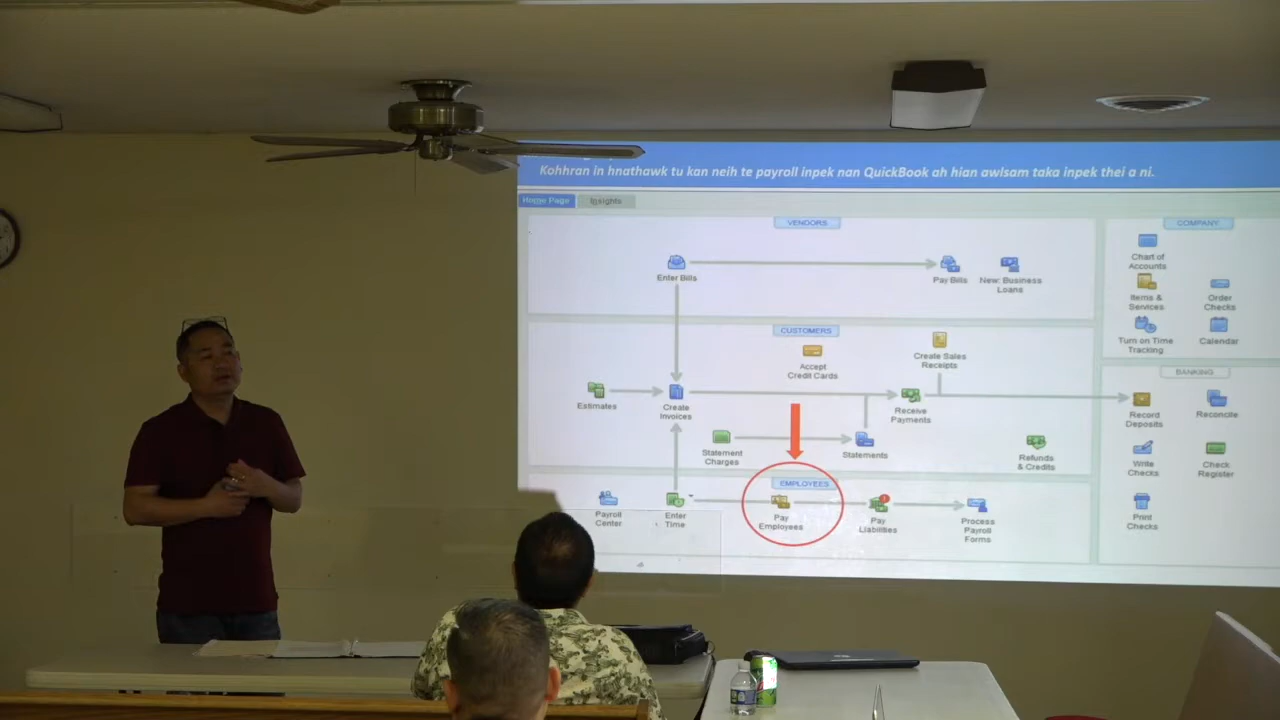 Kohhran in hnathawk tu kan neih te payroll inpek nan QuickBook ah hian awlsam taka inpek thei a ni.
Home Page
Insights
VENDORS
Enter Bills
Pay Bills
New: Business
Loans
CUSTOMERS
Accept
Credit Cards
Create Sales
Receipts
Estimates
Create
Invoices
Receive
Payments
Statement
Charges
Statements
Refunds
& Credits
EMPLOYEES
Payroll
Center
Enter
Time
Pay
Employees
Pay
Liabilities
Process
Payroll
Forms
COMPANY
Chart of
Accounts
Items &
Services
Order
Checks
Turn on Time
Tracking
Calendar
BANKING
Record
Deposits
Reconcile
Write
Checks
Check
Register
Print
Checks